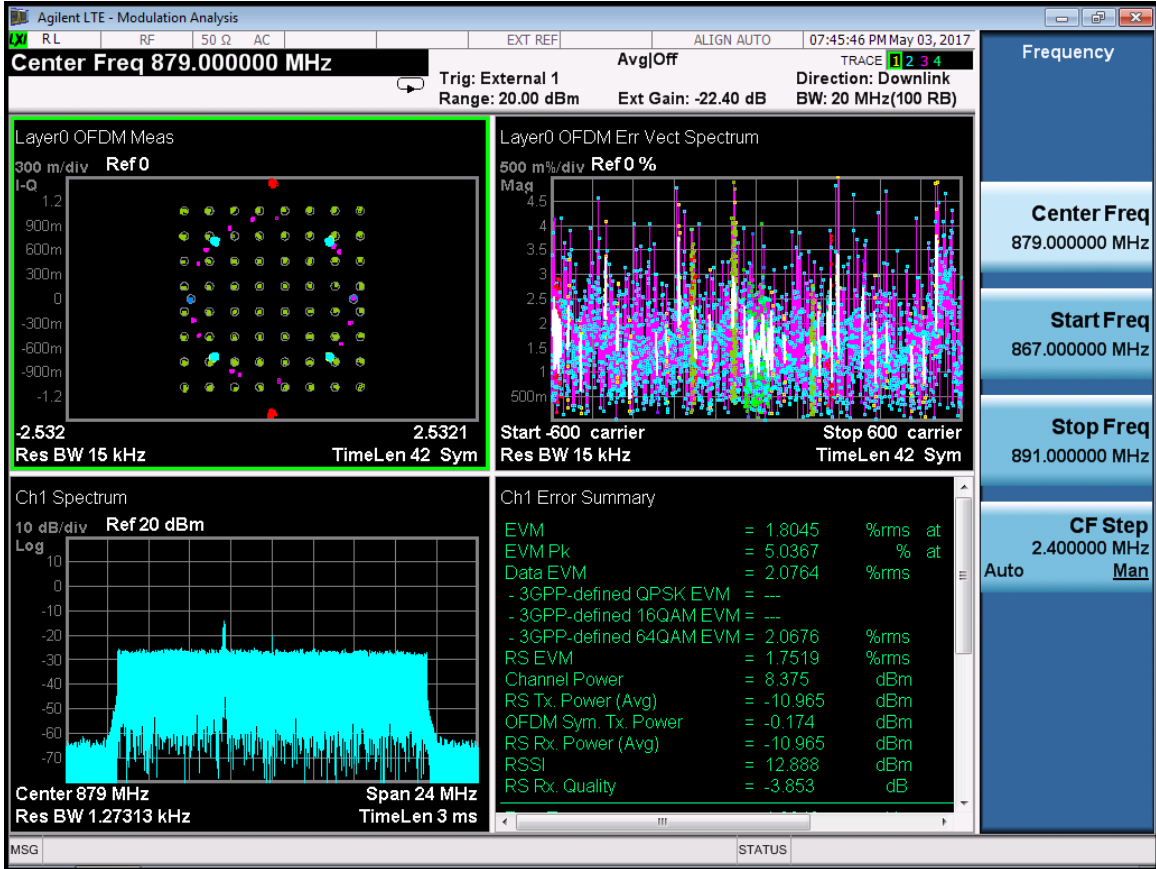 Agilent LTE - Modulation Analysis
LXI RL RF 50 Ω AC EXT REF ALIGN AUTO 07:45:46 PM May 03, 2017
Center Freq 879.000000 MHz
Avg|Off
TRACE 1 2 3 4
Trig: External 1
Direction: Downlink
Range: 20.00 dBm Ext Gain: -22.40 dB BW: 20 MHz(100 RB)
Layer0 OFDM Meas
300 m/div Ref 0
I-Q
1.2
900m
600m
300m
0
-300m
-600m
-900m
-1.2
-2.532 2.5321
Res BW 15 kHz TimeLen 42 Sym
Layer0 OFDM Err Vect Spectrum
500 m%/div Ref 0 %
Mag
4.5
4
3.5
3
2.5
2
1.5
1
500m
Start -600 carrier Stop 600 carrier
Res BW 15 kHz TimeLen 42 Sym
Ch1 Spectrum
10 dB/div Ref 20 dBm
Log
10
0
-10
-20
-30
-40
-50
-60
-70
Center 879 MHz Span 24 MHz
Res BW 1.27313 kHz TimeLen 3 ms
Ch1 Error Summary
EVM = 1.8045 %rms at
EVM Pk = 5.0367 % at
Data EVM = 2.0764 %rms
- 3GPP-defined QPSK EVM = ---
- 3GPP-defined 16QAM EVM = ---
- 3GPP-defined 64QAM EVM = 2.0676 %rms
RS EVM = 1.7519 %rms
Channel Power = 8.375 dBm
RS Tx. Power (Avg) = -10.965 dBm
OFDM Sym. Tx. Power = -0.174 dBm
RS Rx. Power (Avg) = -10.965 dBm
RSSI = 12.888 dBm
RS Rx. Quality = -3.853 dB
Frequency
Center Freq
879.000000 MHz
Start Freq
867.000000 MHz
Stop Freq
891.000000 MHz
CF Step
2.400000 MHz
Auto Man
MSG STATUS